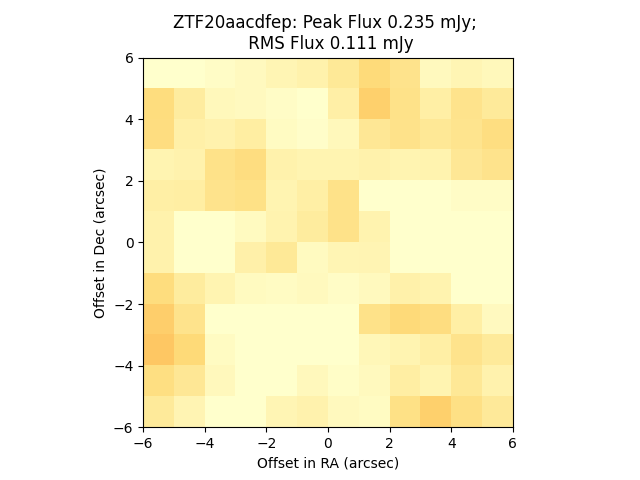 ZTF20aacdfep: Peak Flux 0.235 mJy;
RMS Flux 0.111 mJy
6
4
2
0
−2
−4
−6
Offset in Dec (arcsec)
−6 −4 −2 0 2 4 6
Offset in RA (arcsec)